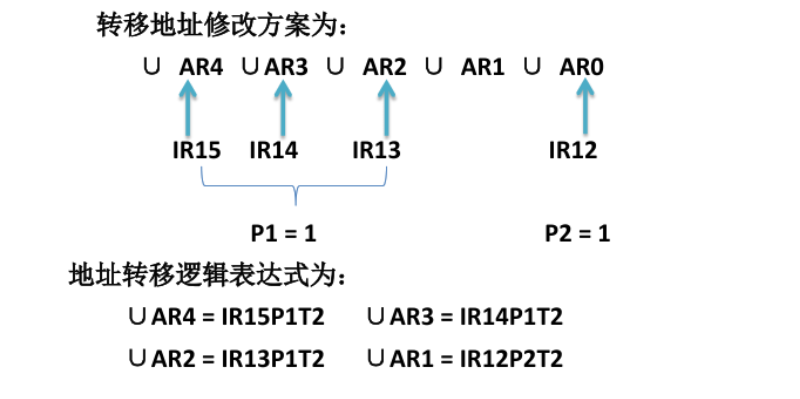 转移地址修改方案为：
∪ AR4 ∪ AR3 ∪ AR2 ∪ AR1 ∪ AR0
IR15 IR14 IR13 IR12
P1 = 1 P2 = 1
地址转移逻辑表达式为：
∪ AR4 = IR15P1T2 ∪ AR3 = IR14P1T2
∪ AR2 = IR13P1T2 ∪ AR1 = IR12P2T2